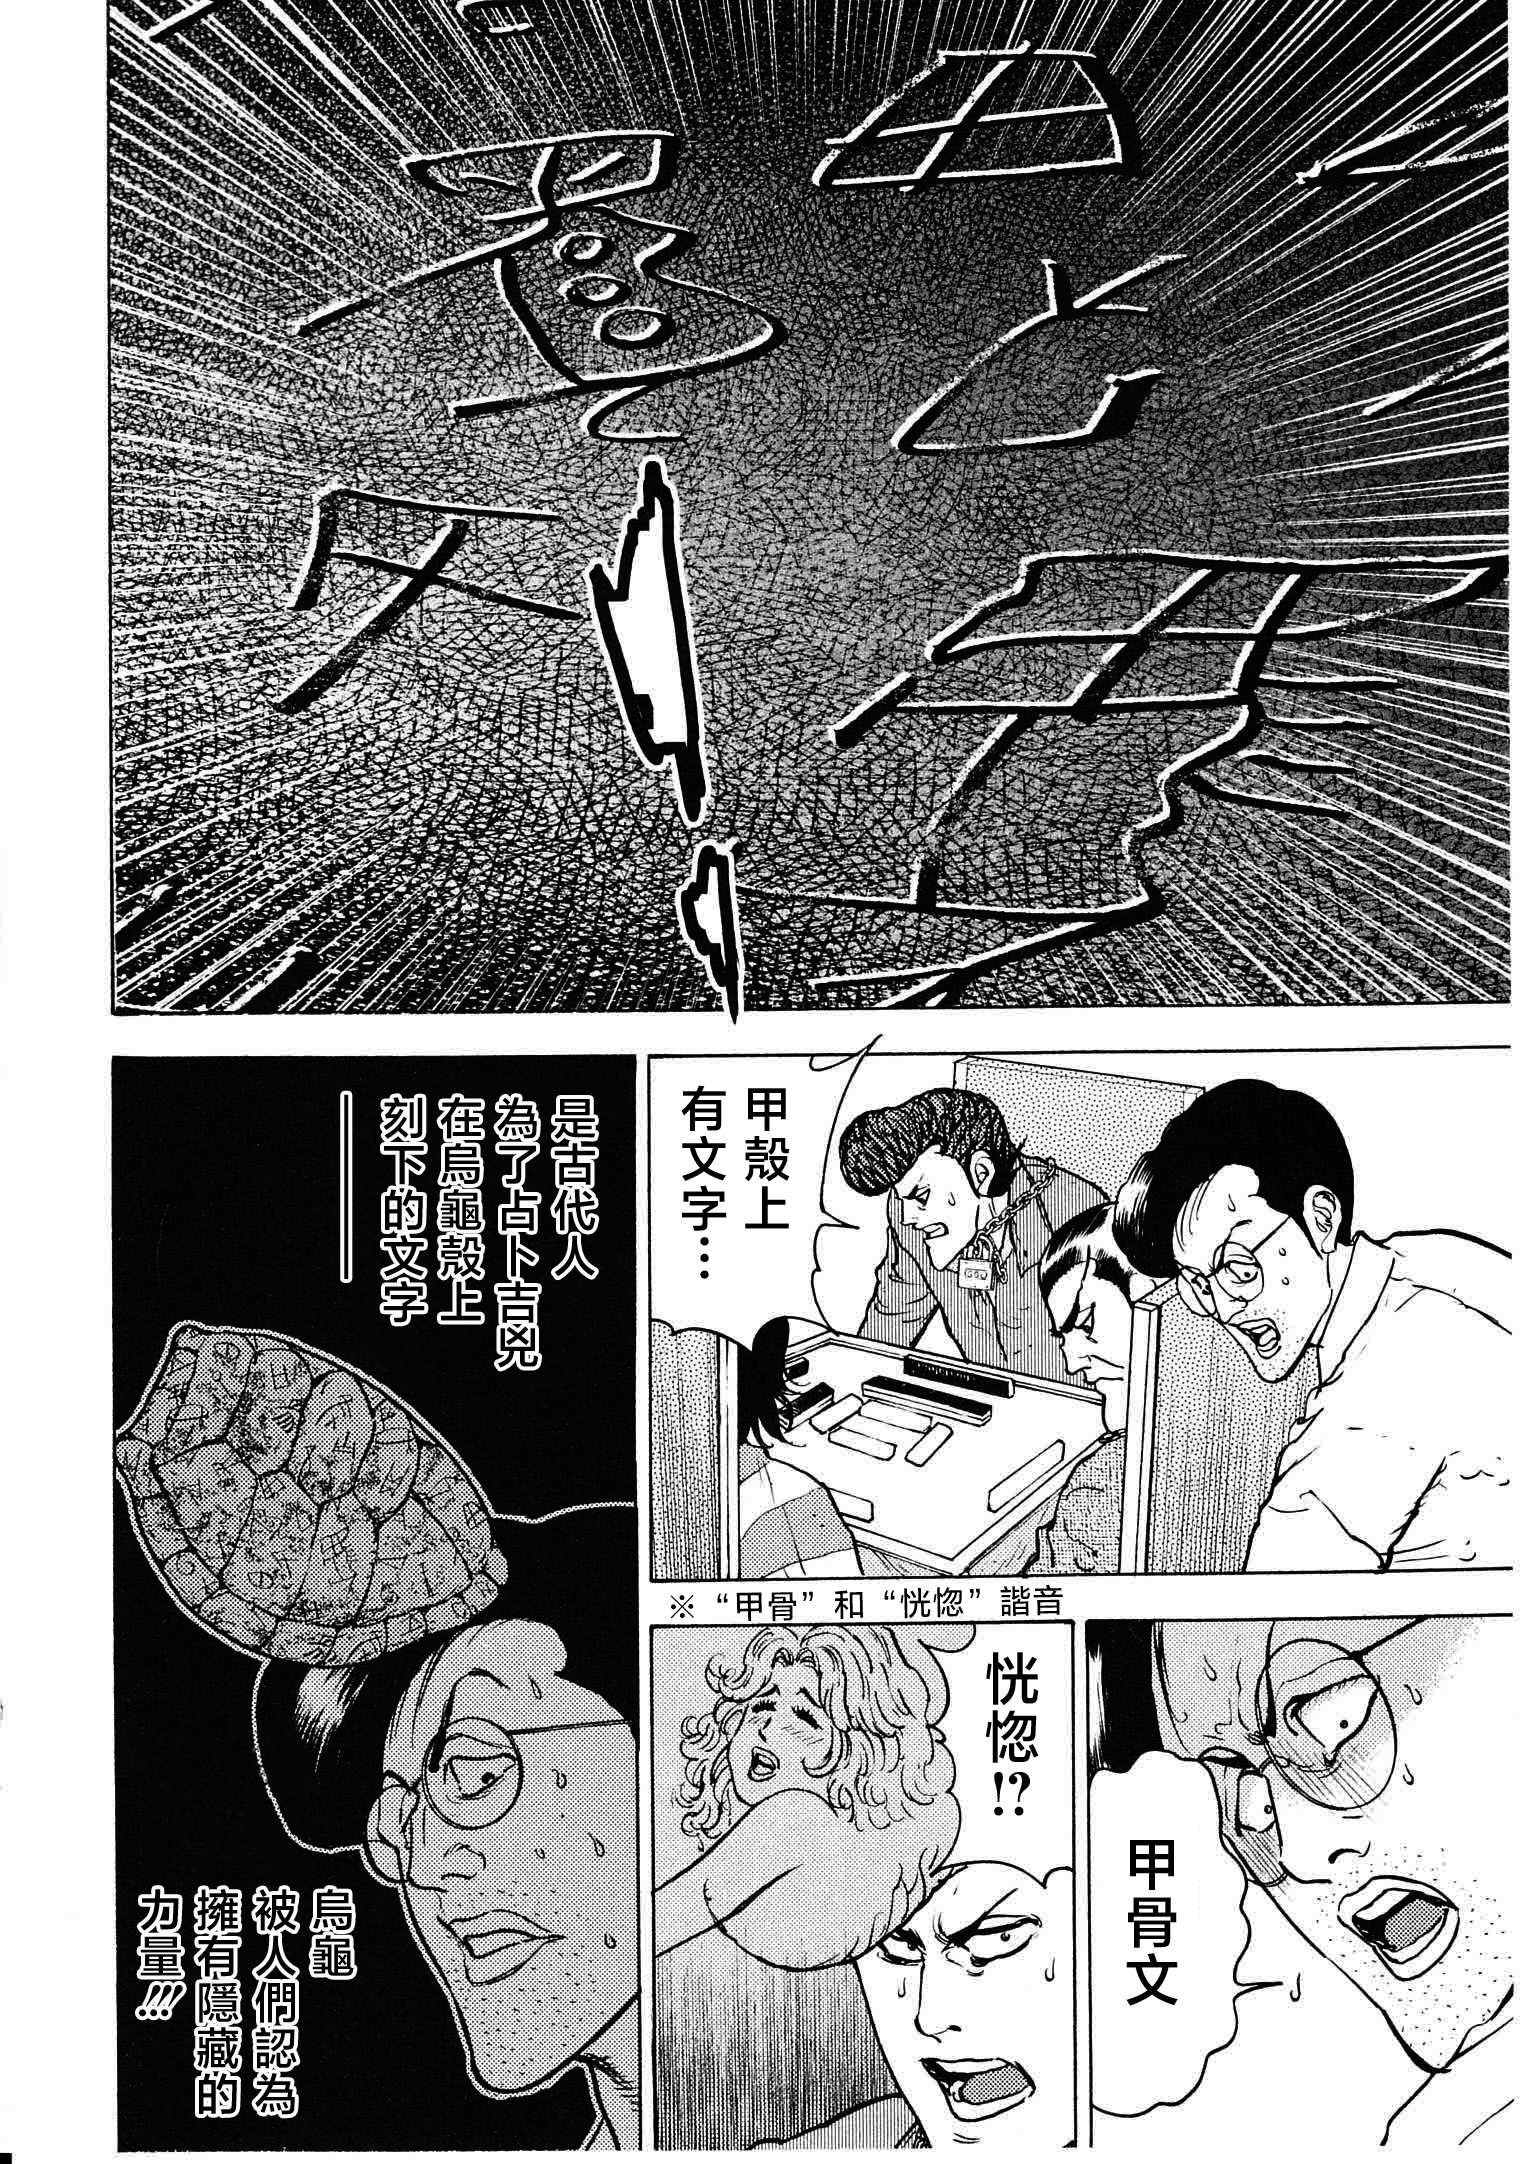 甲殼上
有文字…
※“甲骨”和“恍惚”諧音
甲骨文
恍惚!?
是古代人
為了占卜吉兇
在烏龜殼上
刻下的文字
——
烏龜
被人們認為
擁有隱藏的
力量!!!